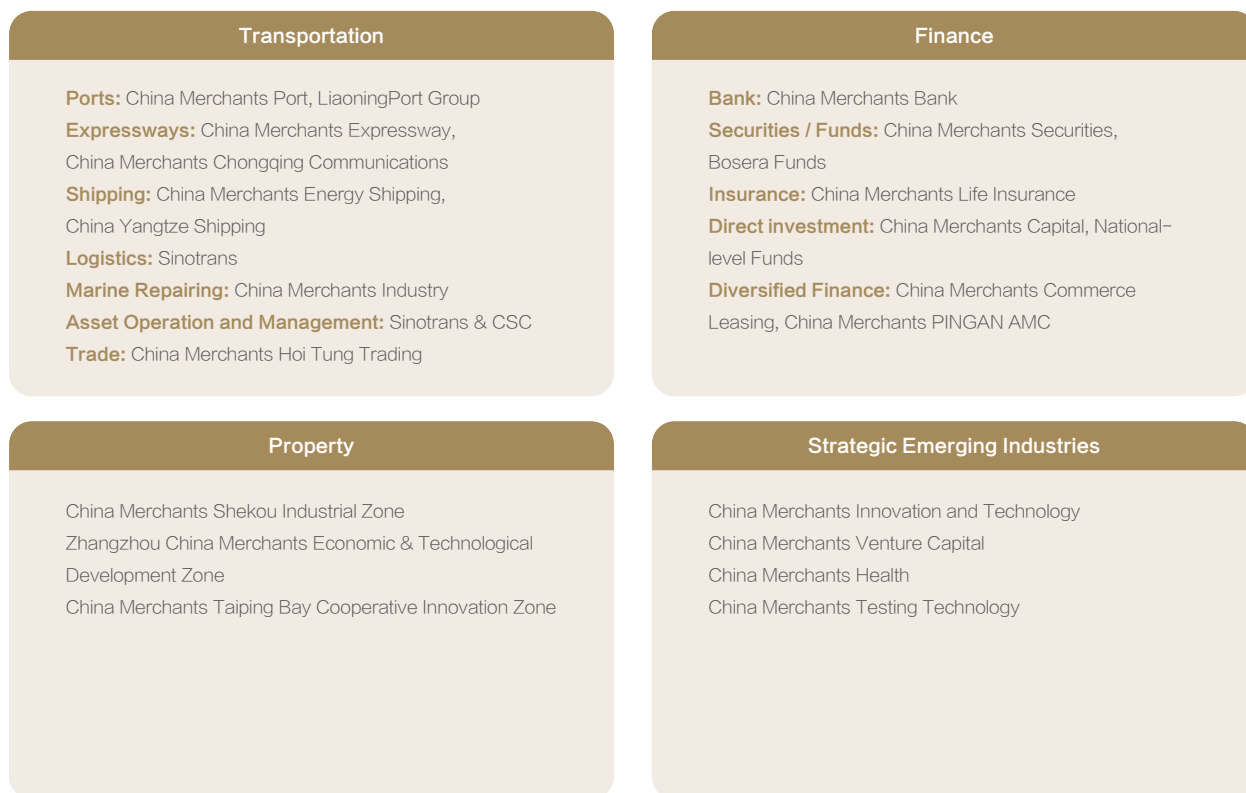 Transportation
Ports: China Merchants Port, LiaoningPort Group
Expressways: China Merchants Expressway,
China Merchants Chongqing Communications
Shipping: China Merchants Energy Shipping,
China Yangtze Shipping
Logistics: Sinotrans
Marine Repairing: China Merchants Industry
Asset Operation and Management: Sinotrans & CSC
Trade: China Merchants Hoi Tung Trading
Finance
Bank: China Merchants Bank
Securities / Funds: China Merchants Securities,
Bosera Funds
Insurance: China Merchants Life Insurance
Direct investment: China Merchants Capital, National-
level Funds
Diversified Finance: China Merchants Commerce
Leasing, China Merchants PINGAN AMC
Property
China Merchants Shekou Industrial Zone
Zhangzhou China Merchants Economic & Technological
Development Zone
China Merchants Taiping Bay Cooperative Innovation Zone
Strategic Emerging Industries
China Merchants Innovation and Technology
China Merchants Venture Capital
China Merchants Health
China Merchants Testing Technology